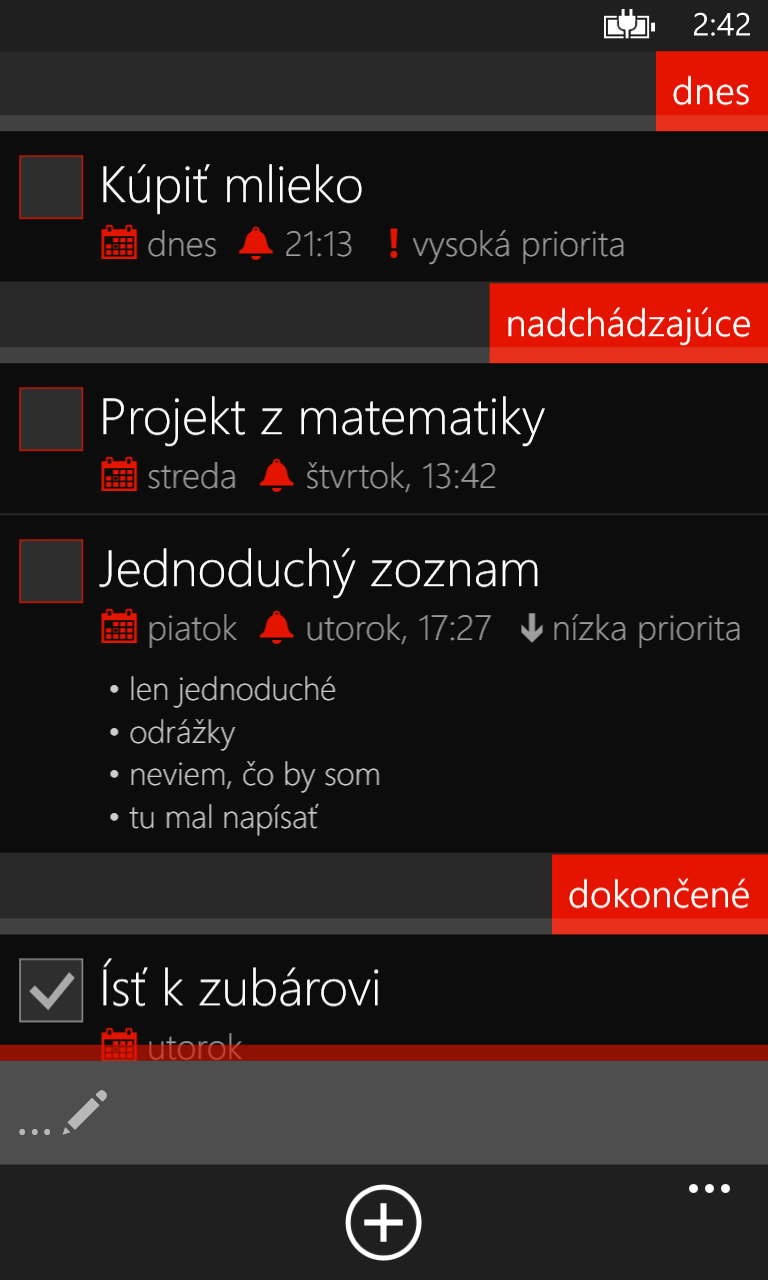 2:42
dnes
Kúpiť mlieko
dnes 21:13 ! vysoká priorita
nadchádzajúce
Projekt z matematiky
streda štvrtok, 13:42
Jednoduchý zoznam
piatok utorok, 17:27 nízka priorita
• len jednoduché
• odrážky
• neviem, čo by som
• tu mal napísať
dokončené
Ísť k zubárovi
utorok
...